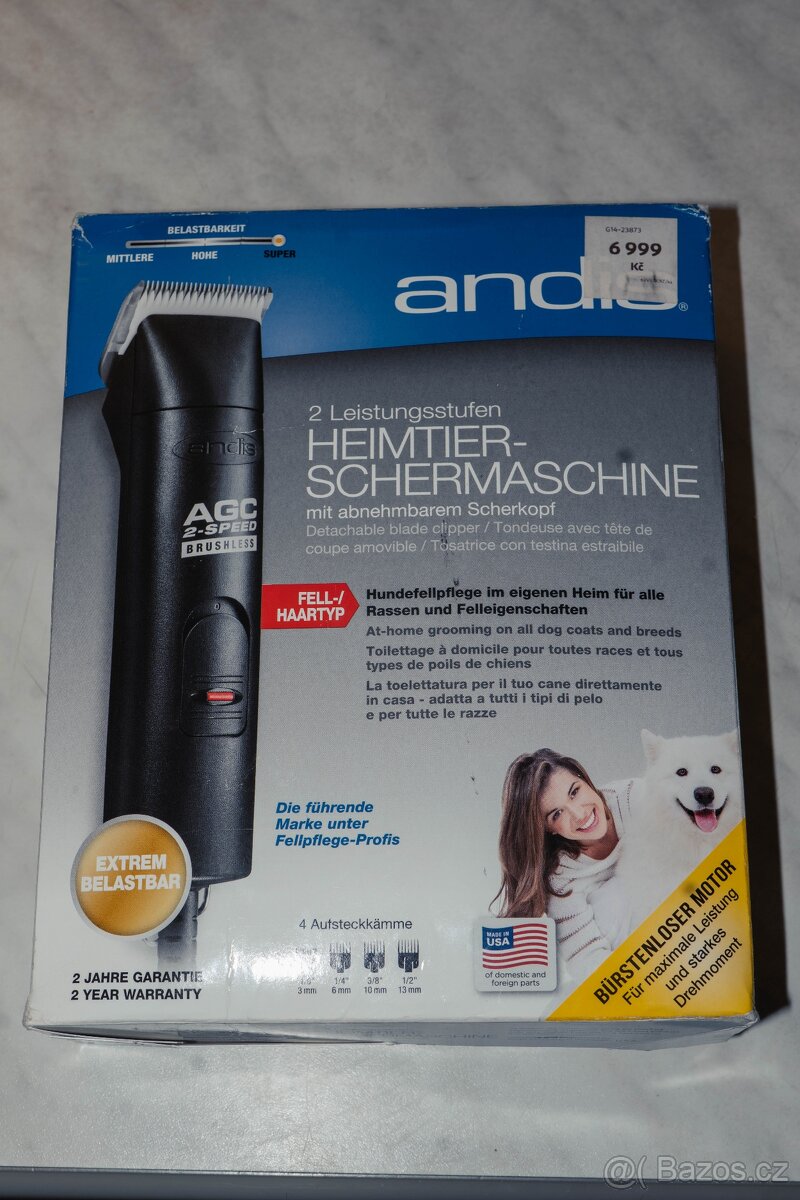 BELASTBARKEIT
MITTLERE
HOHE
SUPER
G14-23873
6 999
Kč
andis®
andis
AGC
2-SPEED
BRUSHLESS
2 Leistungsstufen
HEIMTIER-
SCHERMASCHINE
mit abnehmbarem Scherkopf
Detachable blade clipper / Tondeuse avec tête de
coupe amovible / Tosatrice con testina estraibile
FELL-/
HAARTYP
Hundefellpflege im eigenen Heim für alle
Rassen und Felleigenschaften
At-home grooming on all dog coats and breeds
Toilettage à domicile pour toutes races et tous
types de poils de chiens
La toelettatura per il tuo cane direttamente
in casa - adatta a tutti i tipi di pelo
e per tutte le razze
0
Die führende
Marke unter
Fellpflege-Profis
EXTREM
BELASTBAR
4 Aufsteckkämme
1/4" 3/8" 1/2"
3 mm 6 mm 10 mm 13 mm
2 JAHRE GARANTIE
2 YEAR WARRANTY
MADE IN
USA
of domestic and
foreign parts
BÜRSTENLOSER MOTOR
Für maximale Leistung
und starkes
Drehmoment
@( Bazos.cz